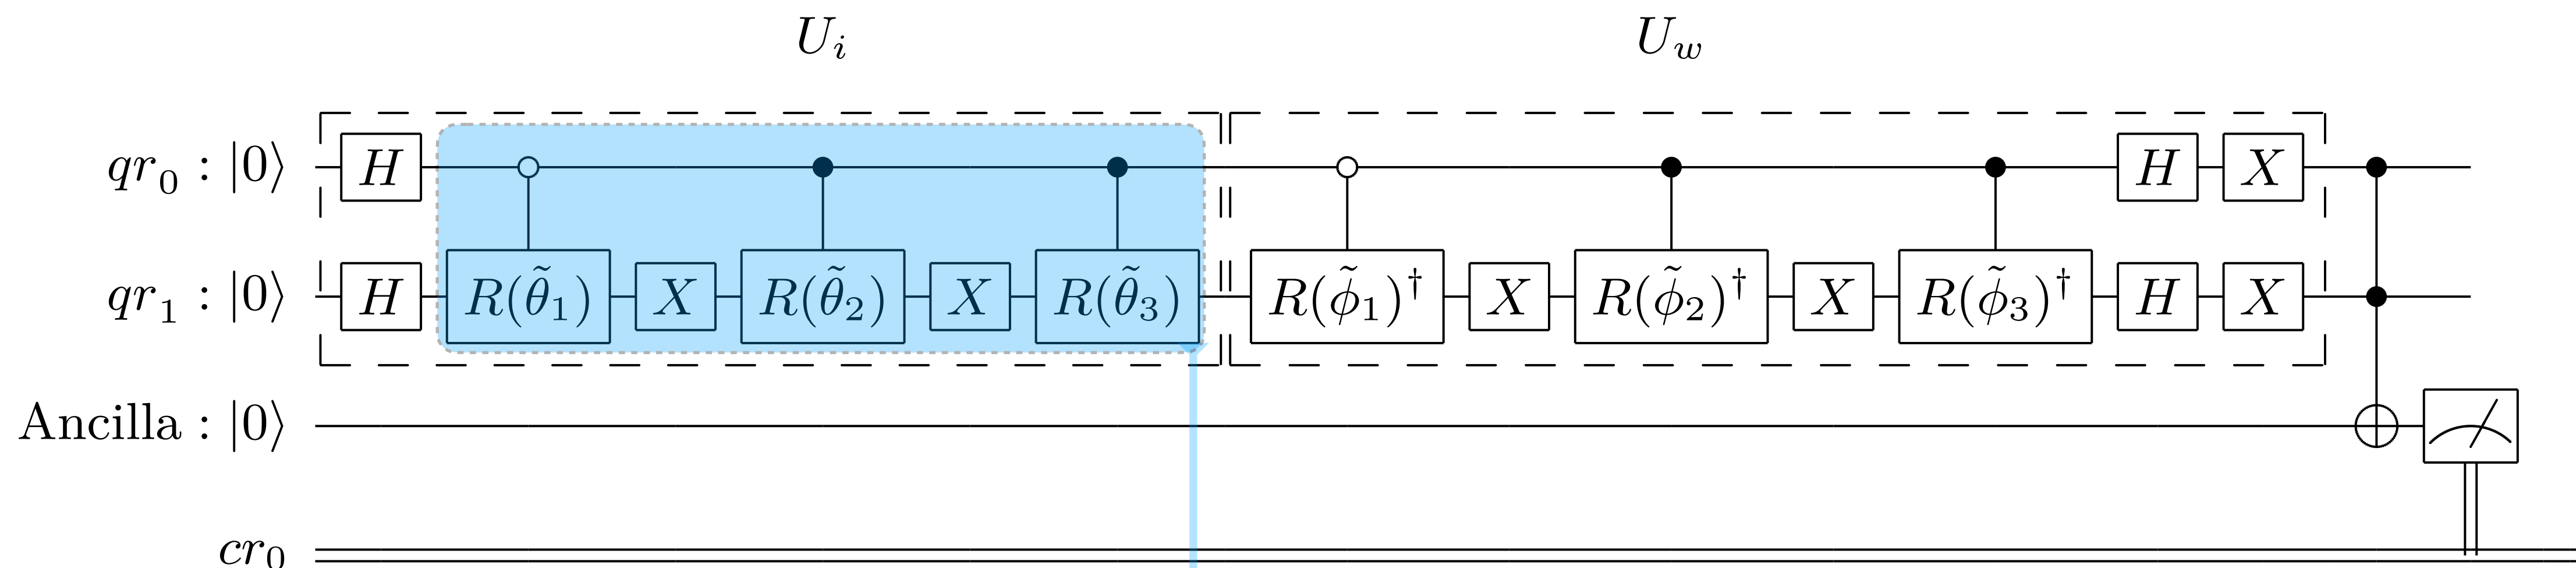 U_i U_w
qr_0 : |0⟩ H H X
qr_1 : |0⟩ H R(θ̃_1) X R(θ̃_2) X R(θ̃_3) R(ϕ̃_1)† X R(ϕ̃_2)† X R(ϕ̃_3)† H X
Ancilla : |0⟩
cr_0